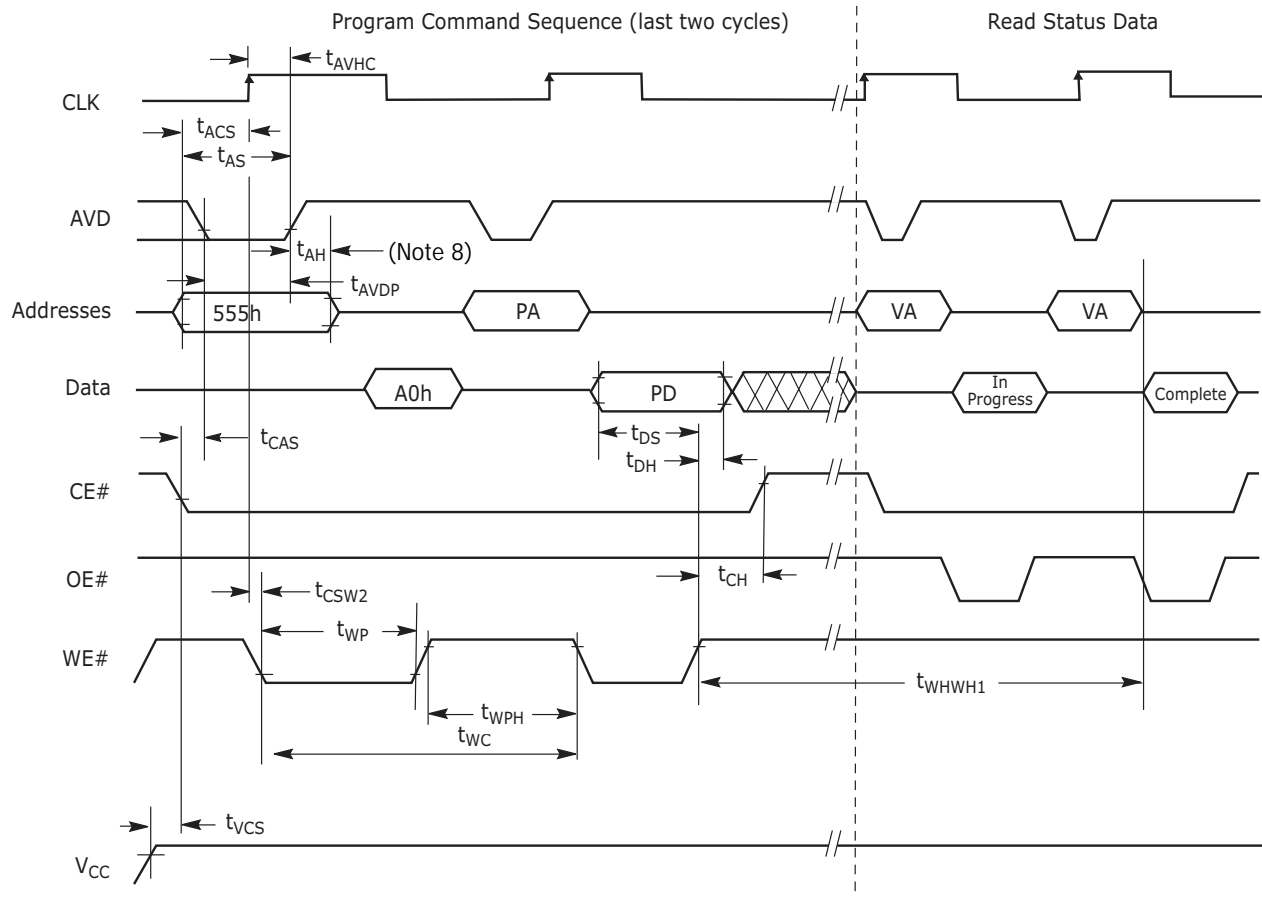 Program Command Sequence (last two cycles)
Read Status Data
tAVHC
CLK
tACS
tAS
AVD
tAH
(Note 8)
tAVDP
Addresses
555h
PA
VA
VA
Data
A0h
PD
In
Progress
Complete
tCAS
tDS
tDH
CE#
OE#
tCH
tCSW2
tWP
WE#
tWHWH1
tWPH
tWC
tVCS
VCC